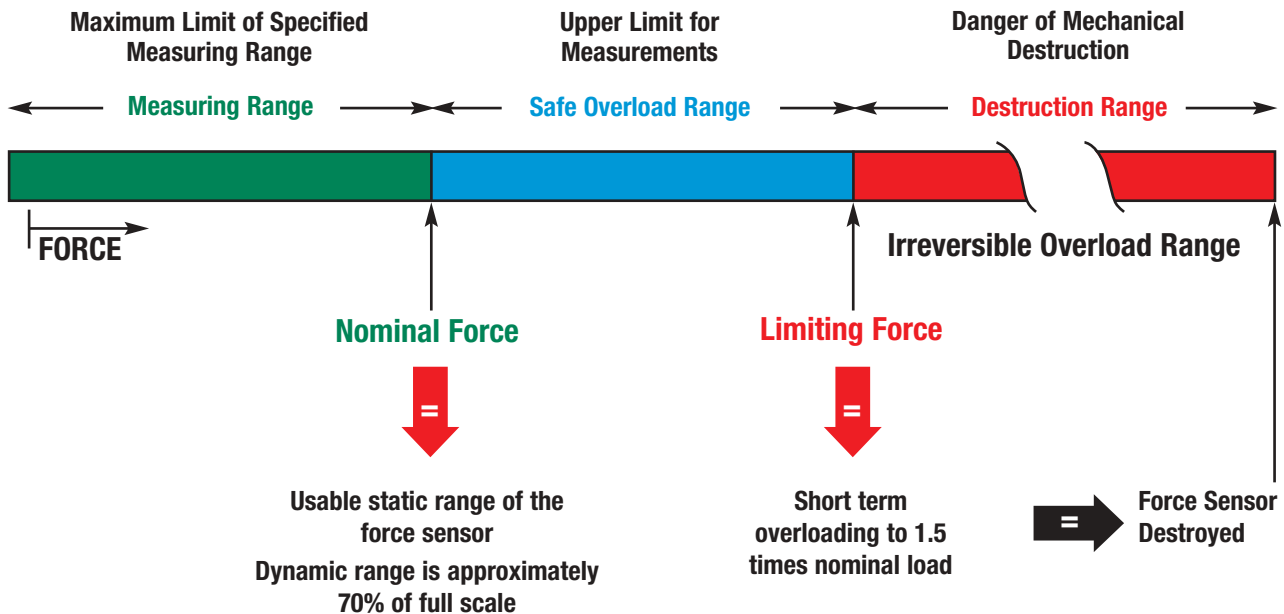 Maximum Limit of Specified
Measuring Range
Upper Limit for
Measurements
Danger of Mechanical
Destruction
Measuring Range
Safe Overload Range
Destruction Range
FORCE
Irreversible Overload Range
Nominal Force
Limiting Force
=
=
Usable static range of the
force sensor
Dynamic range is approximately
70% of full scale
Short term
overloading to 1.5
times nominal load
=
Force Sensor
Destroyed